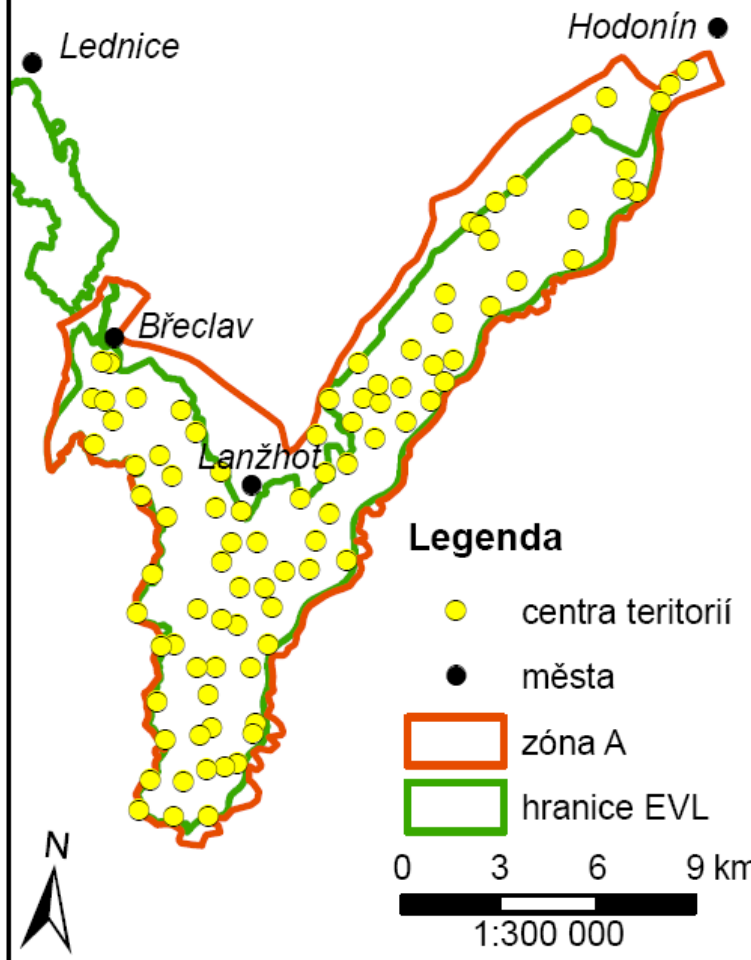 Hodonín
Lednice
Břeclav
Lanžhot
Legenda
centra teritorií
města
zóna A
hranice EVL
N
0 3 6 9 km
1:300 000